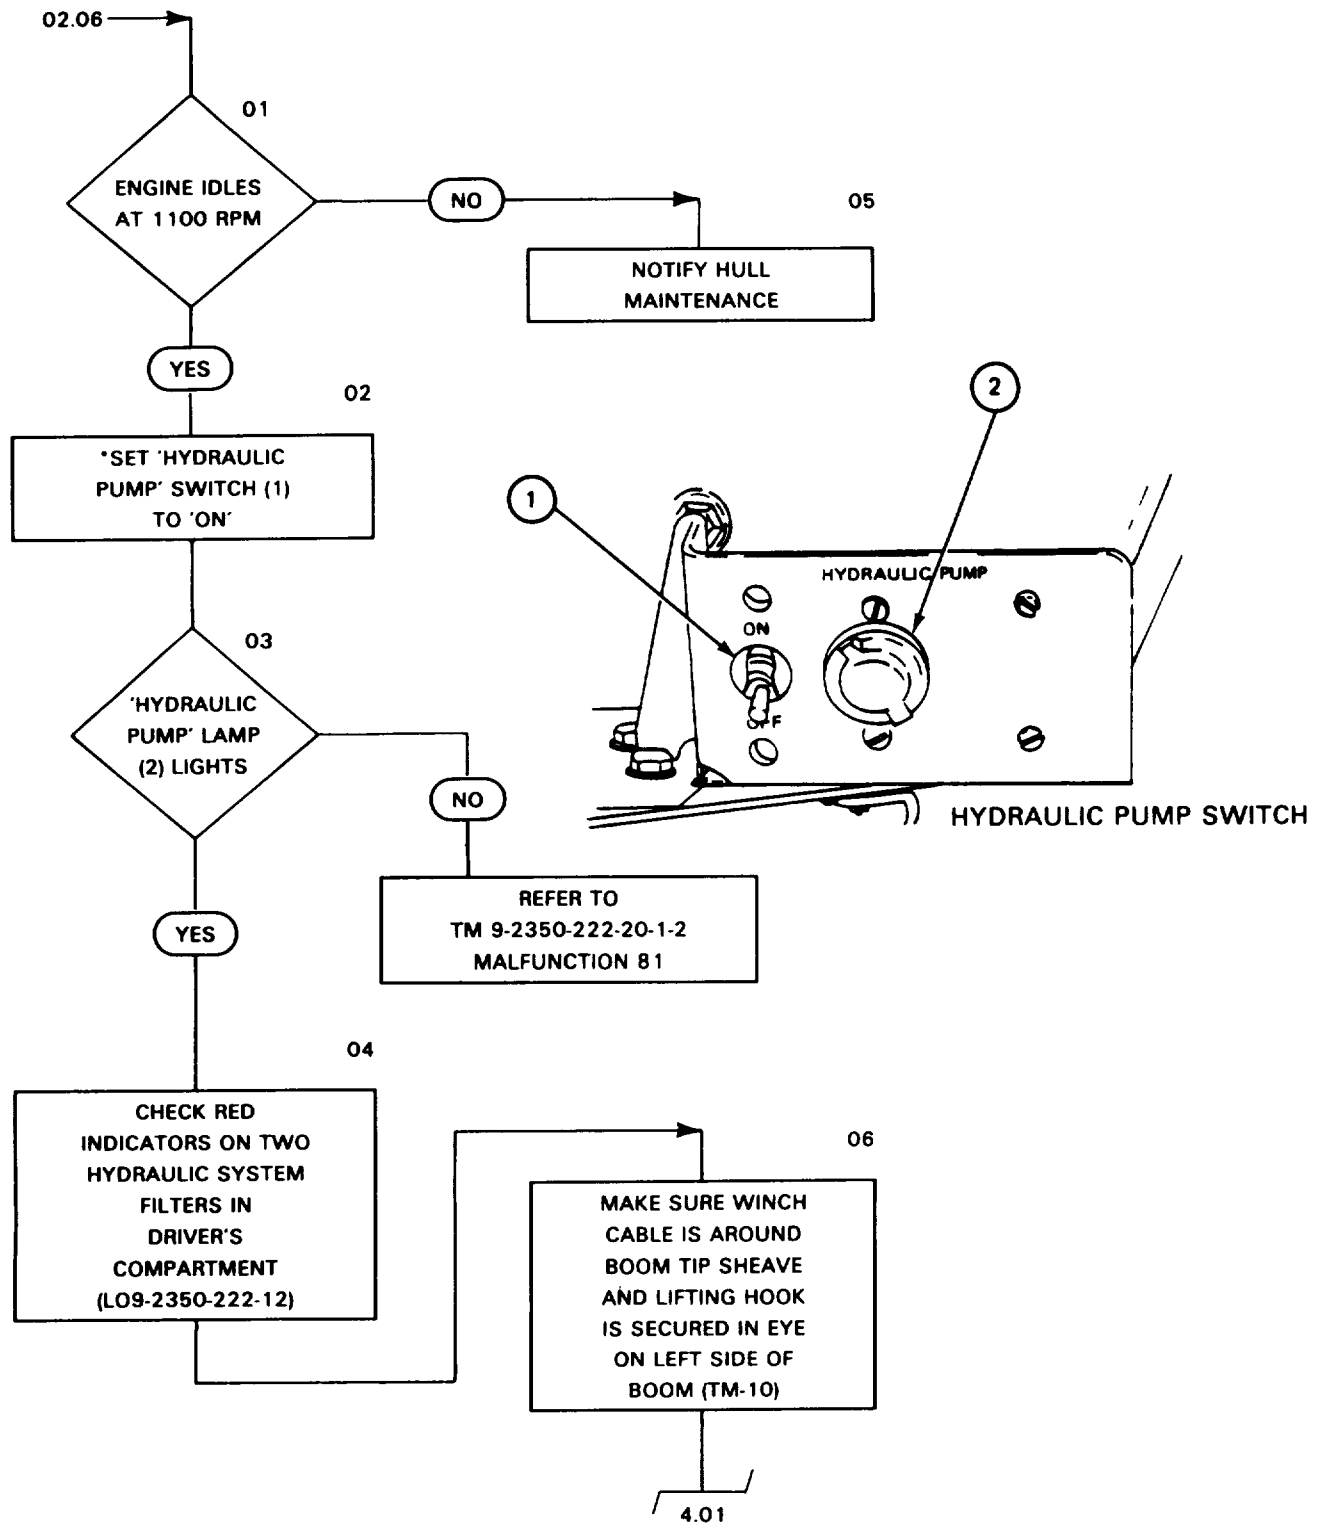 02.06
01
ENGINE IDLES
AT 1100 RPM
NO
05
NOTIFY HULL
MAINTENANCE
YES
02
*SET 'HYDRAULIC
PUMP' SWITCH (1)
TO 'ON'
2
1
HYDRAULIC PUMP
ON
OFF
HYDRAULIC PUMP SWITCH
03
'HYDRAULIC
PUMP' LAMP
(2) LIGHTS
NO
REFER TO
TM 9-2350-222-20-1-2
MALFUNCTION 81
YES
04
CHECK RED
INDICATORS ON TWO
HYDRAULIC SYSTEM
FILTERS IN
DRIVER'S
COMPARTMENT
(LO9-2350-222-12)
06
MAKE SURE WINCH
CABLE IS AROUND
BOOM TIP SHEAVE
AND LIFTING HOOK
IS SECURED IN EYE
ON LEFT SIDE OF
BOOM (TM-10)
4.01